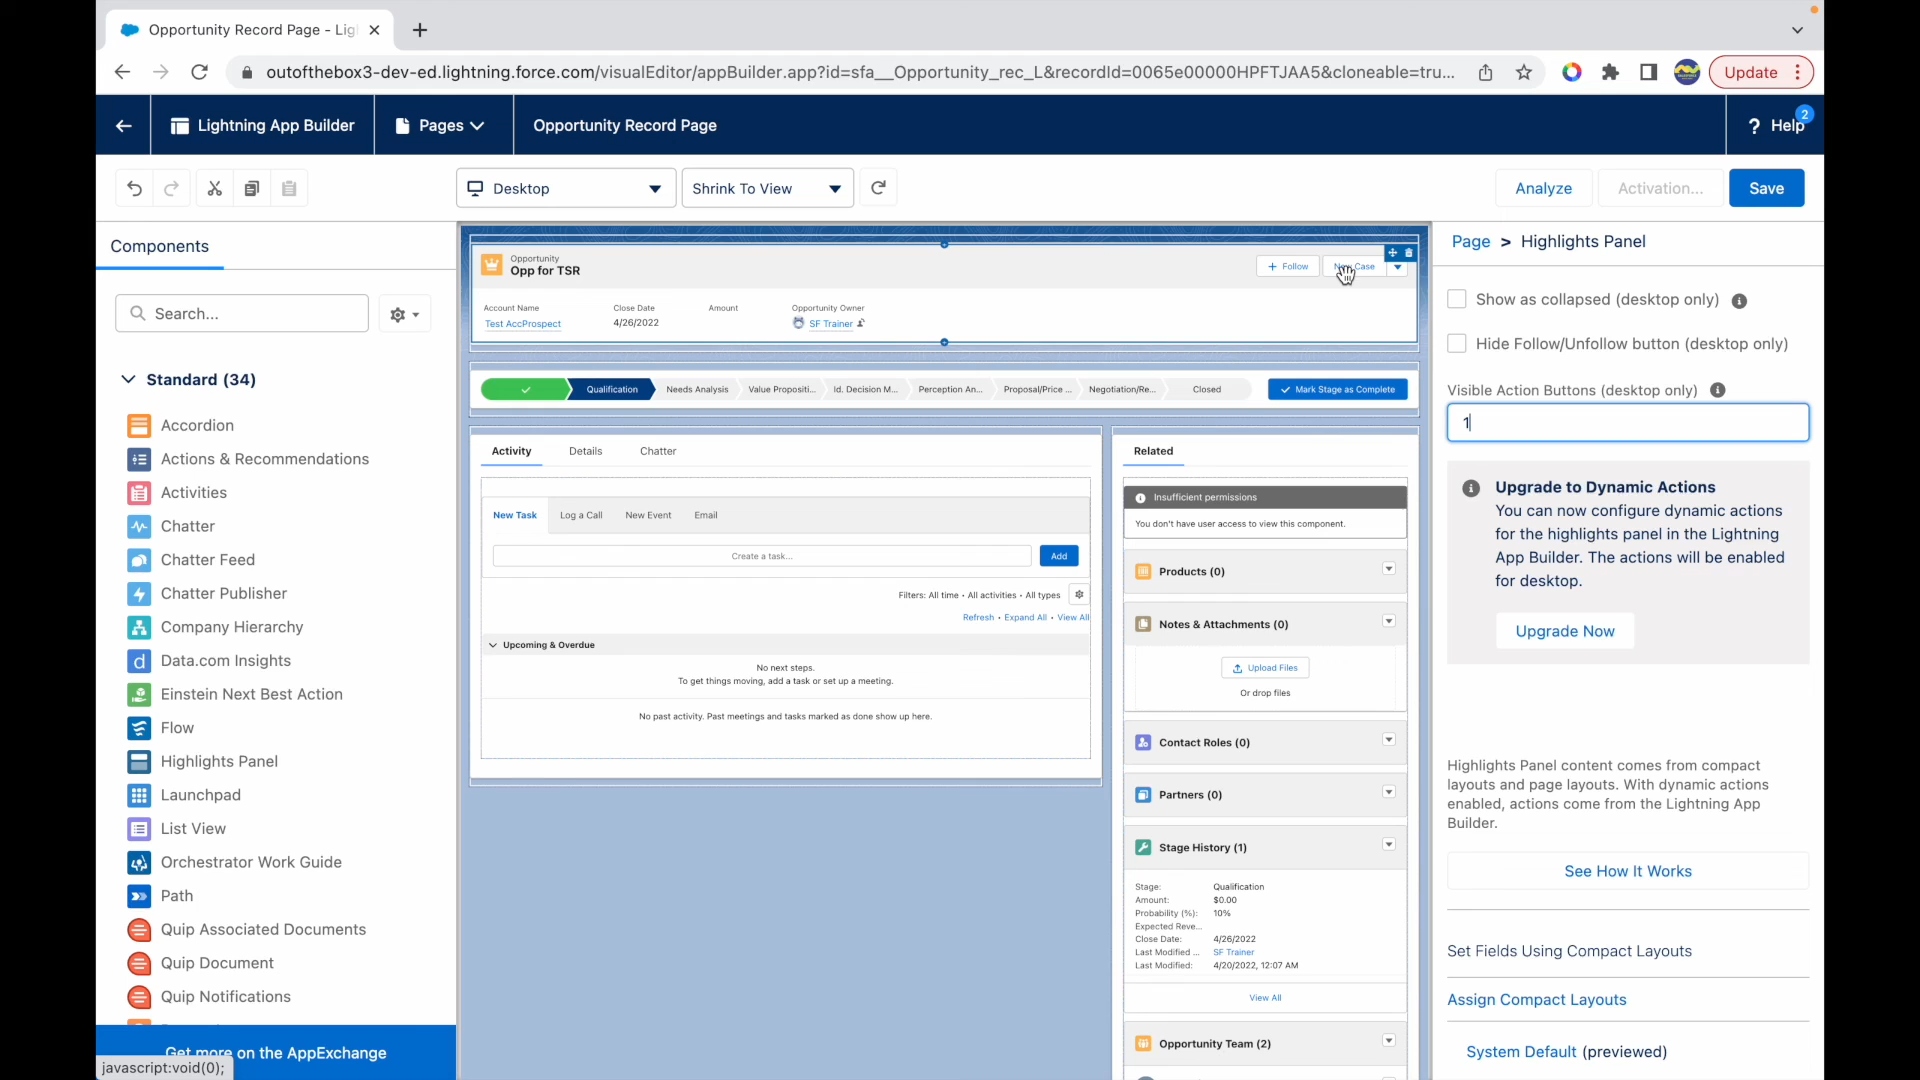 Opportunity Record Page - Lig
outofthebox3-dev-ed.lightning.force.com/visualEditor/appBuilder.app?id=sfa__Opportunity_rec_L&recordId=0065e00000HPFTJAA5&cloneable=tru...
Update
Lightning App Builder
Pages
Opportunity Record Page
? Help
2
Desktop
Shrink To View
Analyze
Activation...
Save
Components
Search...
Standard (34)
Accordion
Actions & Recommendations
Activities
Chatter
Chatter Feed
Chatter Publisher
Company Hierarchy
Data.com Insights
Einstein Next Best Action
Flow
Highlights Panel
Launchpad
List View
Orchestrator Work Guide
Path
Quip Associated Documents
Quip Document
Quip Notifications
Get more on the AppExchange
javascript:void(0);
Opportunity
Opp for TSR
+ Follow
New Case
Account Name
Test AccProspect
Close Date
4/26/2022
Amount
Opportunity Owner
SF Trainer
Qualification
Needs Analysis
Value Propositi...
Id. Decision M...
Perception An...
Proposal/Price ...
Negotiation/Re...
Closed
Mark Stage as Complete
Activity
Details
Chatter
New Task
Log a Call
New Event
Email
Create a task...
Add
Filters: All time • All activities • All types
Refresh • Expand All • View All
Upcoming & Overdue
No next steps.
To get things moving, add a task or set up a meeting.
No past activity. Past meetings and tasks marked as done show up here.
Related
Insufficient permissions
You don't have user access to view this component.
Products (0)
Notes & Attachments (0)
Upload Files
Or drop files
Contact Roles (0)
Partners (0)
Stage History (1)
Stage: Qualification
Amount: $0.00
Probability (%): 10%
Expected Reve...
Close Date: 4/26/2022
Last Modified ... SF Trainer
Last Modified: 4/20/2022, 12:07 AM
View All
Opportunity Team (2)
Page > Highlights Panel
Show as collapsed (desktop only)
Hide Follow/Unfollow button (desktop only)
Visible Action Buttons (desktop only)
1
Upgrade to Dynamic Actions
You can now configure dynamic actions
for the highlights panel in the Lightning
App Builder. The actions will be enabled
for desktop.
Upgrade Now
Highlights Panel content comes from compact
layouts and page layouts. With dynamic actions
enabled, actions come from the Lightning App
Builder.
See How It Works
Set Fields Using Compact Layouts
Assign Compact Layouts
System Default (previewed)